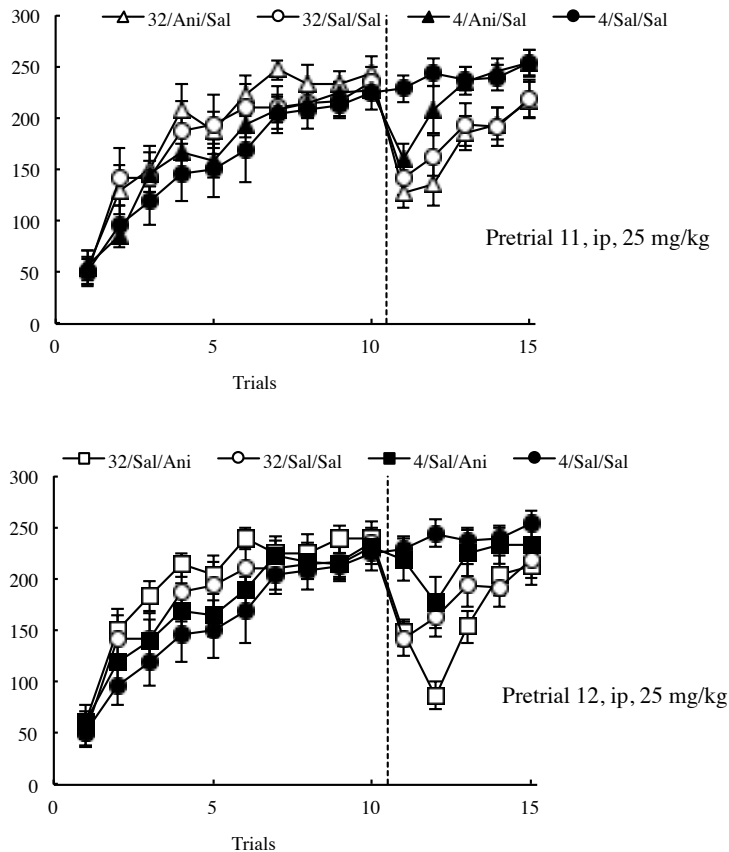 32/Ani/Sal 32/Sal/Sal 4/Ani/Sal 4/Sal/Sal
300
250
200
150
100
50
0
Pretrial 11, ip, 25 mg/kg
0 5 10 15
Trials
32/Sal/Ani 32/Sal/Sal 4/Sal/Ani 4/Sal/Sal
300
250
200
150
100
50
0
Pretrial 12, ip, 25 mg/kg
0 5 10 15
Trials